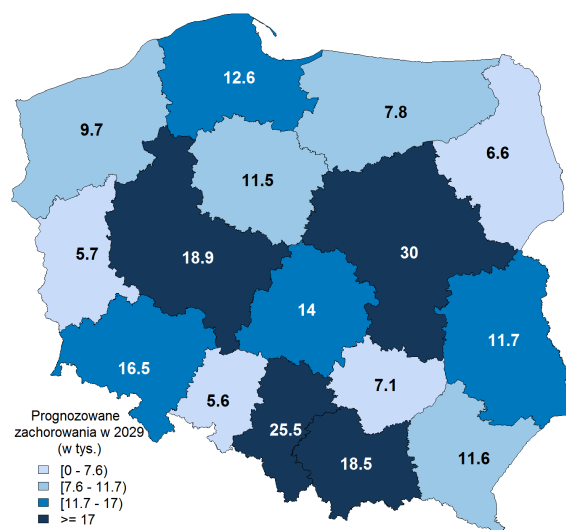 12.6
9.7
7.8
6.6
11.5
5.7
18.9
30
14
11.7
16.5
7.1
5.6
25.5
18.5
11.6
Prognozowane
zachorowania w 2029
(w tys.)
[0 - 7.6)
[7.6 - 11.7)
[11.7 - 17)
>= 17